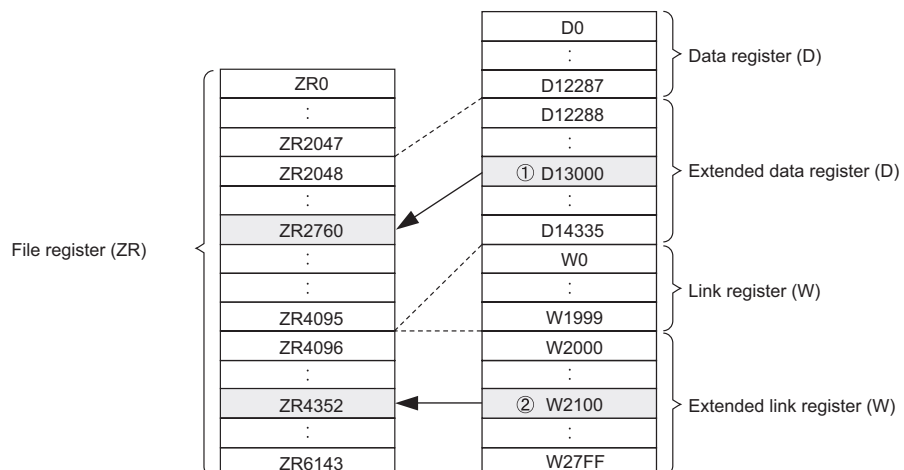 File register (ZR)
ZR0
:
ZR2047
ZR2048
:
ZR2760
:
:
ZR4095
ZR4096
:
ZR4352
:
ZR6143
D0
:
D12287
D12288
:
① D13000
:
D14335
W0
:
W1999
W2000
:
② W2100
:
W27FF
Data register (D)
Extended data register (D)
Link register (W)
Extended link register (W)